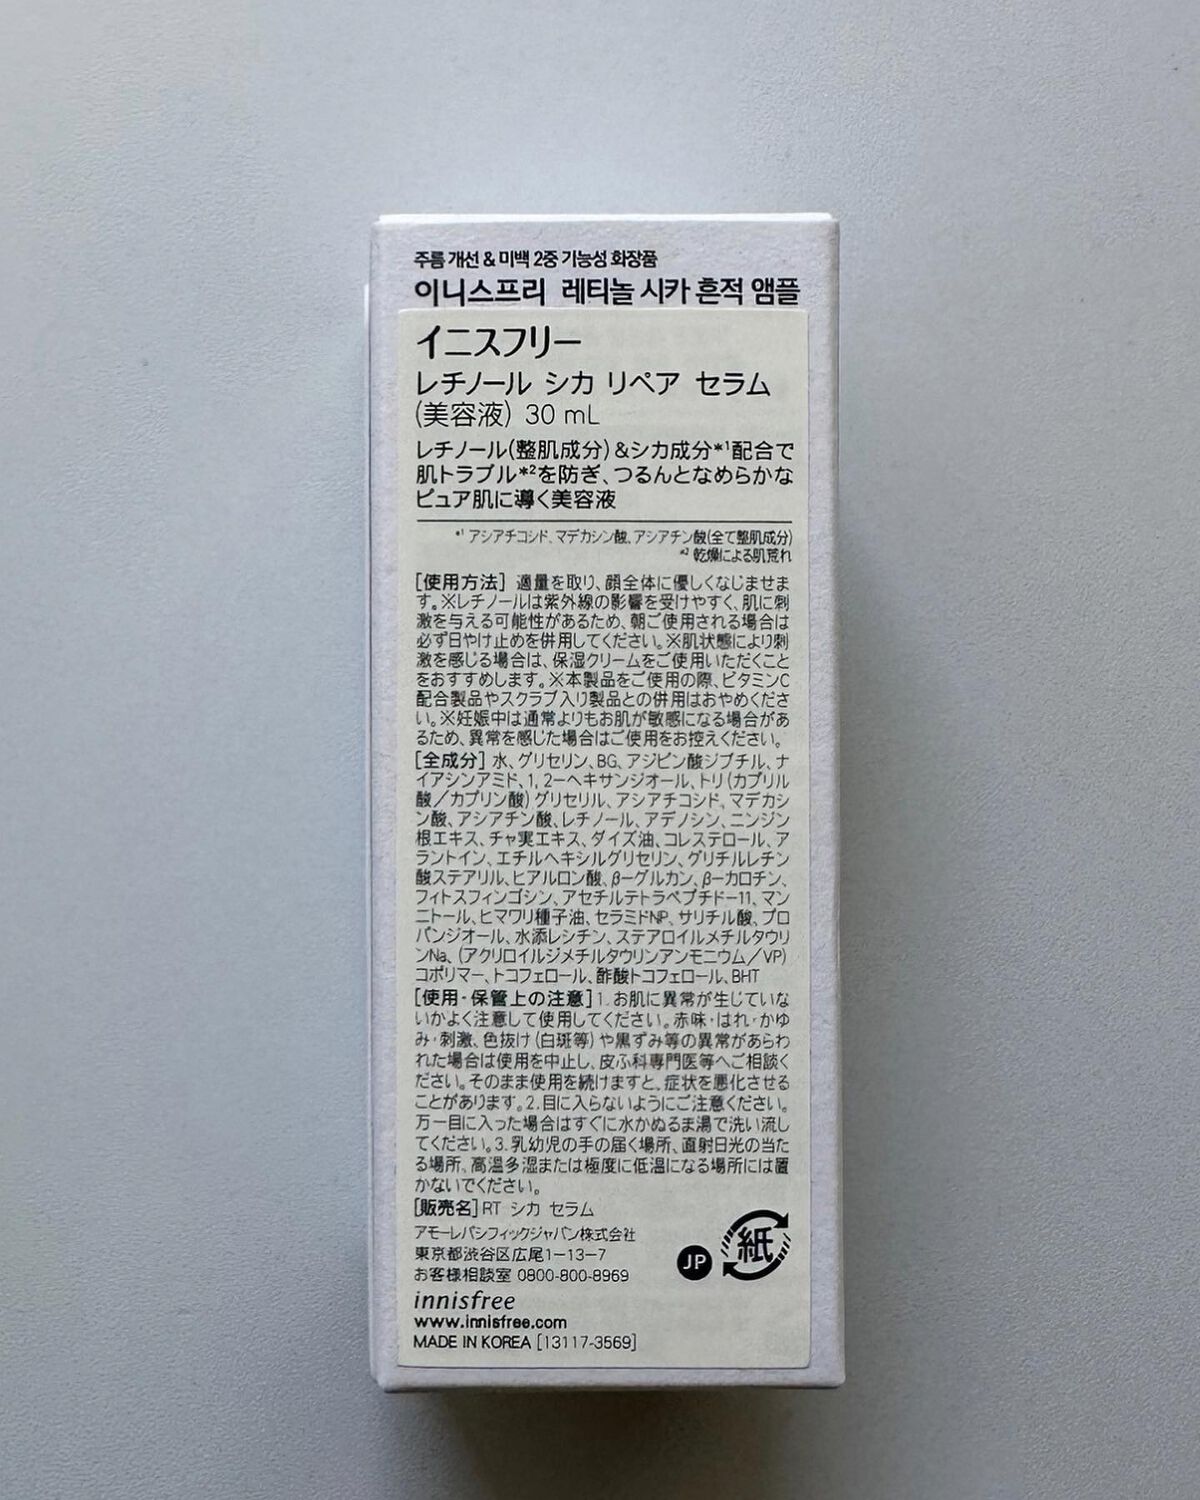 주름 개선 & 미백 2중 기능성 화장품
이니스프리 레티놀 시카 흔적 앰플
イニスフリー
レチノール シカ リペア セラム
(美容液) 30 mL
レチノール(整肌成分)&シカ成分*1配合で
肌トラブル*2を防ぎ、つるんとなめらかな
ピュア肌に導く美容液
*1 アシアチコシド、マデカシン酸、アシアチン酸(全て整肌成分)
*2 乾燥による肌荒れ
[使用方法] 適量を取り、顔全体に優しくなじませま
す。※レチノールは紫外線の影響を受けやすく、肌に刺
激を与える可能性があるため、朝ご使用される場合は
必ず日やけ止めを併用してください。※肌状態により刺
激を感じる場合は、保湿クリームをご使用いただくこと
をおすすめします。※本製品をご使用の際、ビタミンC
配合製品やスクラブ入り製品との併用はおやめくださ
い。※妊娠中は通常よりもお肌が敏感になる場合があ
るため、異常を感じた場合はご使用をお控えください。
[全成分] 水、グリセリン、BG、アジピン酸ジブチル、ナ
イアシンアミド、1, 2-ヘキサンジオール、トリ(カプリル
酸/カプリン酸)グリセリル、アシアチコシド、マデカシ
ン酸、アシアチン酸、レチノール、アデノシン、ニンジン
根エキス、チャ実エキス、ダイズ油、コレステロール、ア
ラントイン、エチルヘキシルグリセリン、グリチルレチン
酸ステアリル、ヒアルロン酸、β-グルカン、β-カロチン、
フィトスフィンゴシン、アセチルテトラペプチド-11、マン
ニトール、ヒマワリ種子油、セラミドNP、サリチル酸、プロ
パンジオール、水添レシチン、ステアロイルメチルタウリ
ンNa、(アクリロイルジメチルタウリンアンモニウム/VP)
コポリマー、トコフェロール、酢酸トコフェロール、BHT
[使用・保管上の注意]1. お肌に異常が生じていな
いかよく注意して使用してください。赤味・はれ・かゆ
み・刺激、色抜け(白斑等)や黒ずみ等の異常があらわ
れた場合は使用を中止し、皮ふ科専門医等へご相談く
ださい。そのまま使用を続けますと、症状を悪化させる
ことがあります。2. 目に入らないようにご注意ください。
万一目に入った場合はすぐに水かぬるま湯で洗い流し
てください。3. 乳幼児の手の届く場所、直射日光の当た
る場所、高温多湿または極度に低温になる場所には置
かないでください。
[販売名]RT シカ セラム
アモーレパシフィックジャパン株式会社
東京都渋谷区広尾1-13-7
お客様相談室 0800-800-8969
JP
紙
innisfree
www.innisfree.com
MADE IN KOREA [13117-3569]